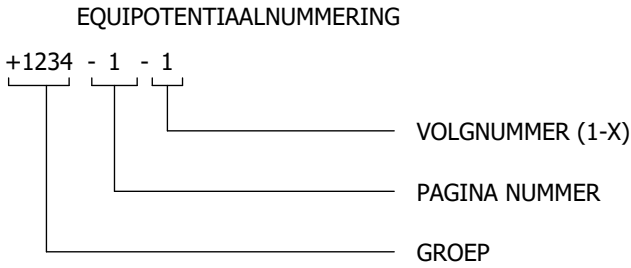 EQUIPOTENTIAALNUMMERING
+1234 - 1 - 1
VOLGNUMMER (1-X)
PAGINA NUMMER
GROEP